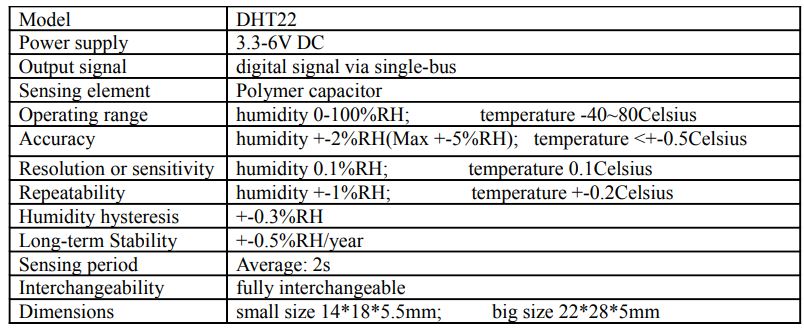 Model DHT22
Power supply 3.3-6V DC
Output signal digital signal via single-bus
Sensing element Polymer capacitor
Operating range humidity 0-100%RH; temperature -40~80Celsius
Accuracy humidity +-2%RH(Max +-5%RH); temperature <+-0.5Celsius
Resolution or sensitivity humidity 0.1%RH; temperature 0.1Celsius
Repeatability humidity +-1%RH; temperature +-0.2Celsius
Humidity hysteresis +-0.3%RH
Long-term Stability +-0.5%RH/year
Sensing period Average: 2s
Interchangeability fully interchangeable
Dimensions small size 14*18*5.5mm; big size 22*28*5mm